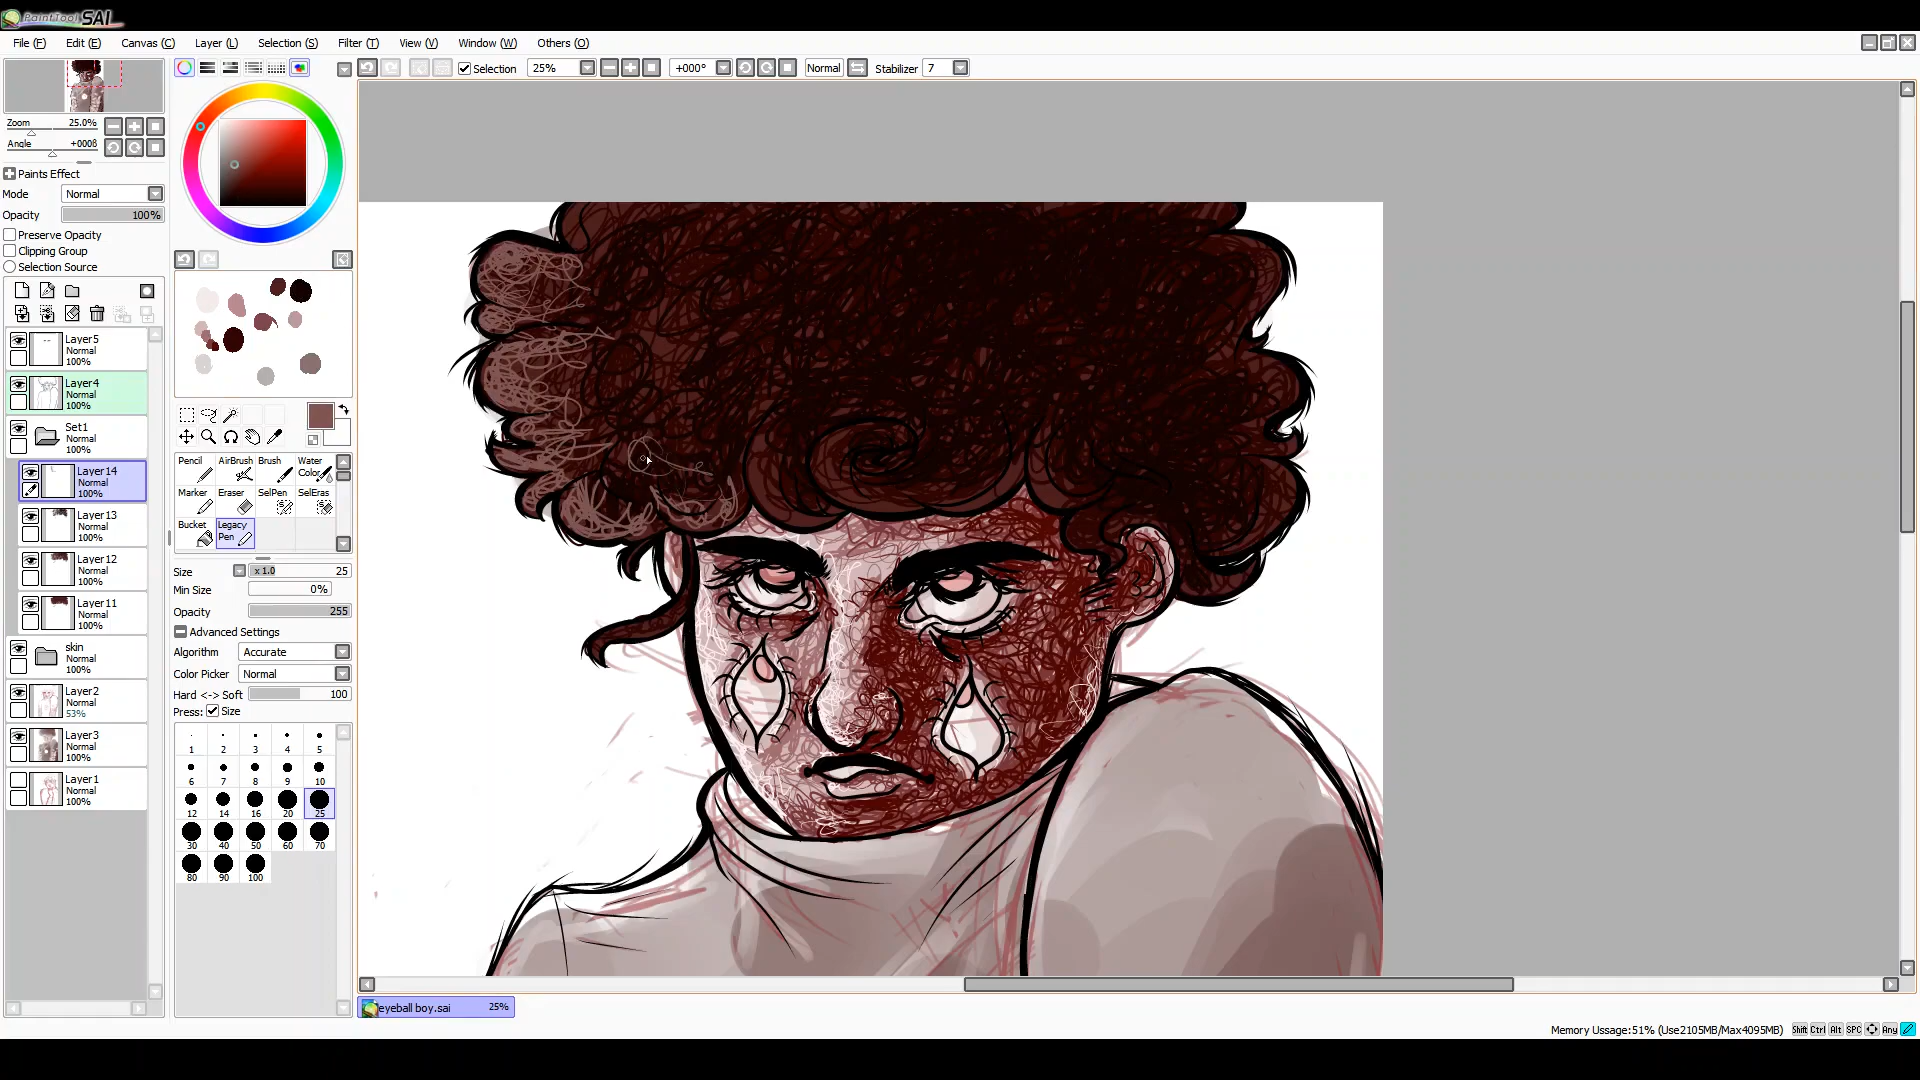 PaintTool SAI
File (F) Edit (E) Canvas (C) Layer (L) Selection (S) Filter (T) View (V) Window (W) Others (O)
Selection 25% +000° Normal Stabilizer 7
Zoom 25.0%
Angle +000ß
Paints Effect
Mode Normal
Opacity 100%
Preserve Opacity
Clipping Group
Selection Source
Layer5
Normal
100%
Layer4
Normal
100%
Set1
Normal
100%
Layer14
Normal
100%
Layer13
Normal
100%
Layer12
Normal
100%
Layer11
Normal
100%
skin
Normal
100%
Layer2
Normal
53%
Layer3
Normal
100%
Layer1
Normal
100%
Pencil AirBrush Brush Water Color
Marker Eraser SelPen SelEras
Bucket Legacy Pen
Size x 1.0 25
Min Size 0%
Opacity 255
Advanced Settings
Algorithm Accurate
Color Picker Normal
Hard <-> Soft 100
Press: Size
1 2 3 4 5
6 7 8 9 10
12 14 16 20 25
30 40 50 60 70
80 90 100
eyeball boy.sai 25%
Memory Ussage:51% (Use2105MB/Max4095MB) Shift Ctrl Alt SPC Any